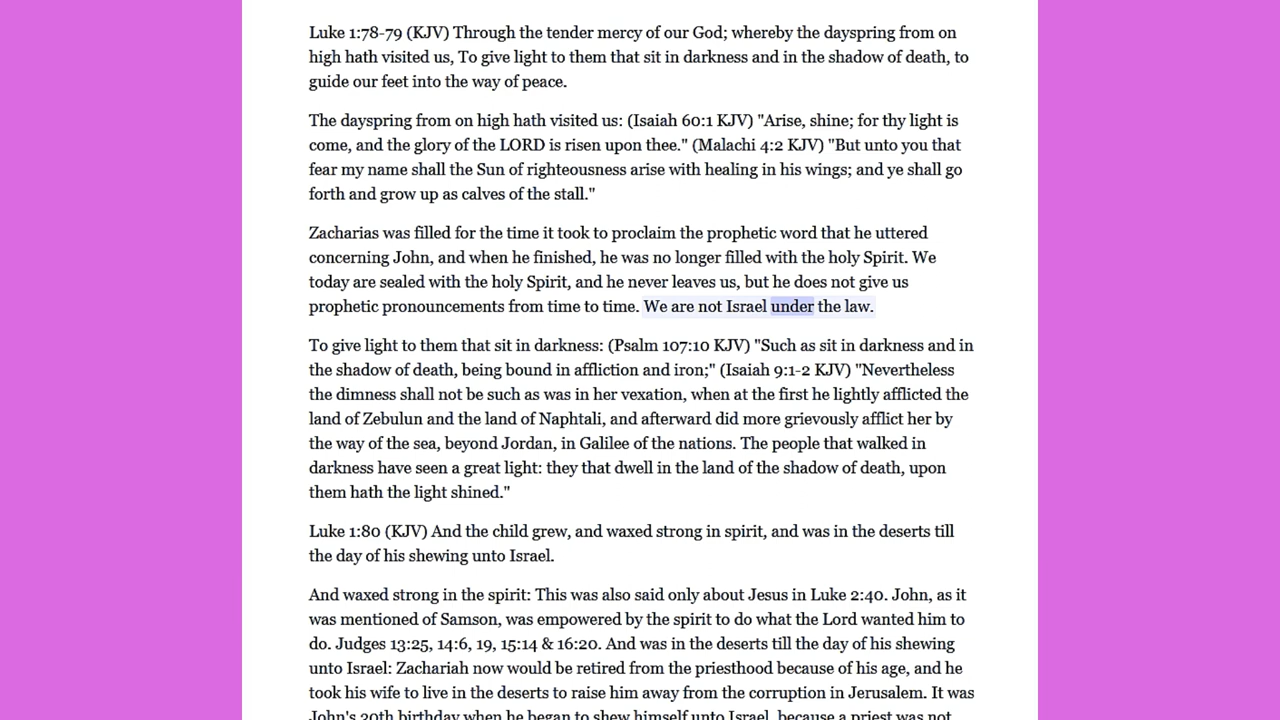 Luke 1:78-79 (KJV) Through the tender mercy of our God; whereby the dayspring from on
high hath visited us, To give light to them that sit in darkness and in the shadow of death, to
guide our feet into the way of peace.
The dayspring from on high hath visited us: (Isaiah 60:1 KJV) "Arise, shine; for thy light is
come, and the glory of the LORD is risen upon thee." (Malachi 4:2 KJV) "But unto you that
fear my name shall the Sun of righteousness arise with healing in his wings; and ye shall go
forth and grow up as calves of the stall."
Zacharias was filled for the time it took to proclaim the prophetic word that he uttered
concerning John, and when he finished, he was no longer filled with the holy Spirit. We
today are sealed with the holy Spirit, and he never leaves us, but he does not give us
prophetic pronouncements from time to time. We are not Israel under the law.
To give light to them that sit in darkness: (Psalm 107:10 KJV) "Such as sit in darkness and in
the shadow of death, being bound in affliction and iron;" (Isaiah 9:1-2 KJV) "Nevertheless
the dimness shall not be such as was in her vexation, when at the first he lightly afflicted the
land of Zebulun and the land of Naphtali, and afterward did more grievously afflict her by
the way of the sea, beyond Jordan, in Galilee of the nations. The people that walked in
darkness have seen a great light: they that dwell in the land of the shadow of death, upon
them hath the light shined."
Luke 1:80 (KJV) And the child grew, and waxed strong in spirit, and was in the deserts till
the day of his shewing unto Israel.
And waxed strong in the spirit: This was also said only about Jesus in Luke 2:40. John, as it
was mentioned of Samson, was empowered by the spirit to do what the Lord wanted him to
do. Judges 13:25, 14:6, 19, 15:14 & 16:20. And was in the deserts till the day of his shewing
unto Israel: Zachariah now would be retired from the priesthood because of his age, and he
took his wife to live in the deserts to raise him away from the corruption in Jerusalem. It was
John's 30th birthday when he began to shew himself unto Israel, because a priest was not